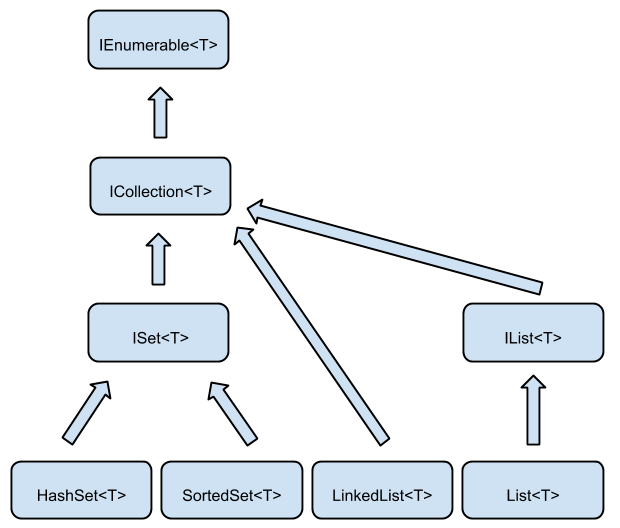 IEnumerable<T>
ICollection<T>
ISet<T>
IList<T>
HashSet<T>
SortedSet<T>
LinkedList<T>
List<T>